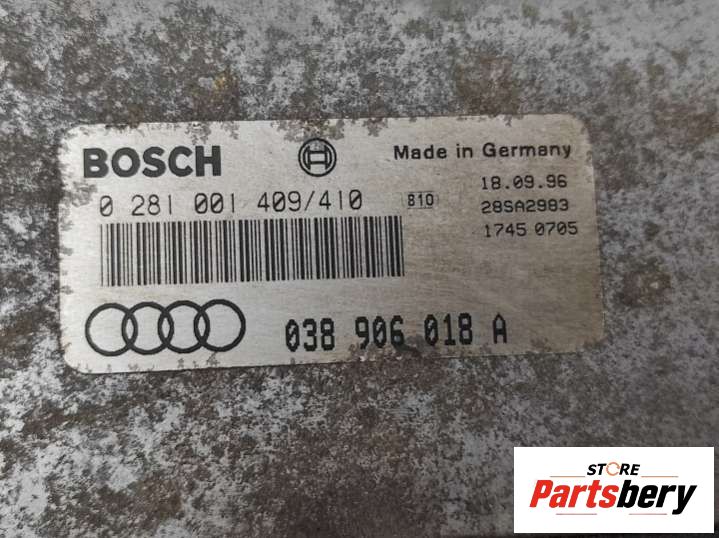 BOSCH
Made in Germany
0 281 001 409/410
810
18.09.96
28SA2983
1745 0705
038 906 018 A
STORE
Partsbery